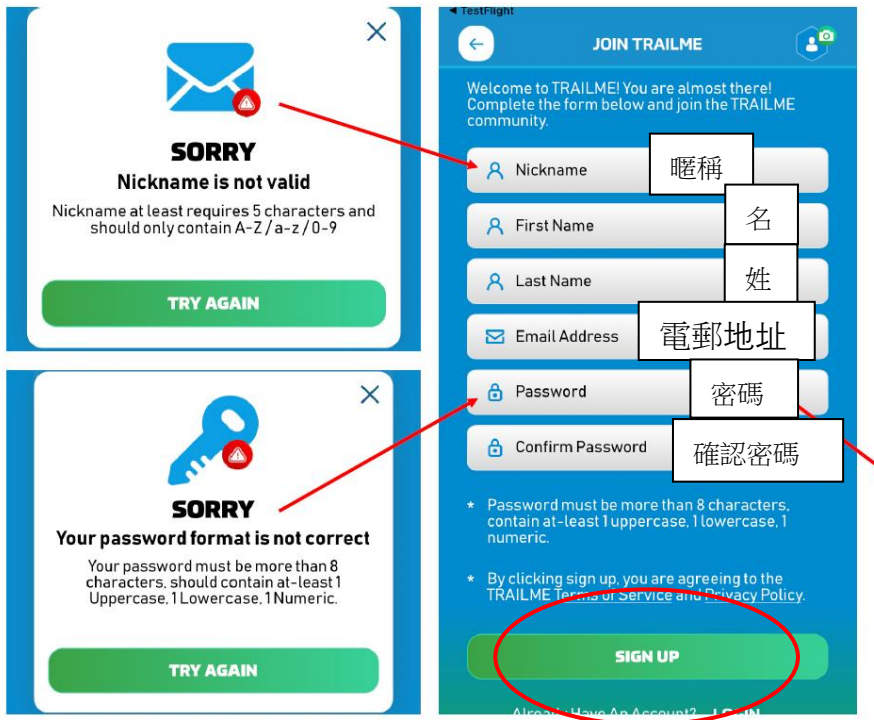 SORRY
Nickname is not valid
Nickname at least requires 5 characters and
should only contain A-Z/a-z/0-9
TRY AGAIN
SORRY
Your password format is not correct
Your password must be more than 8
characters, should contain at-least 1
Uppercase, 1 Lowercase, 1 Numeric.
TRY AGAIN
TestFlight
JOIN TRAILME
Welcome to TRAILME! You are almost there!
Complete the form below and join the TRAILME
community.
Nickname 暱稱
First Name 名
Last Name 姓
Email Address 電郵地址
Password 密碼
Confirm Password 確認密碼
* Password must be more than 8 characters,
contain at-least 1 uppercase, 1 lowercase, 1
numeric.
* By clicking sign up, you are agreeing to the
TRAILME Terms of Service and Privacy Policy.
SIGN UP
Already Have An Account? LOGIN